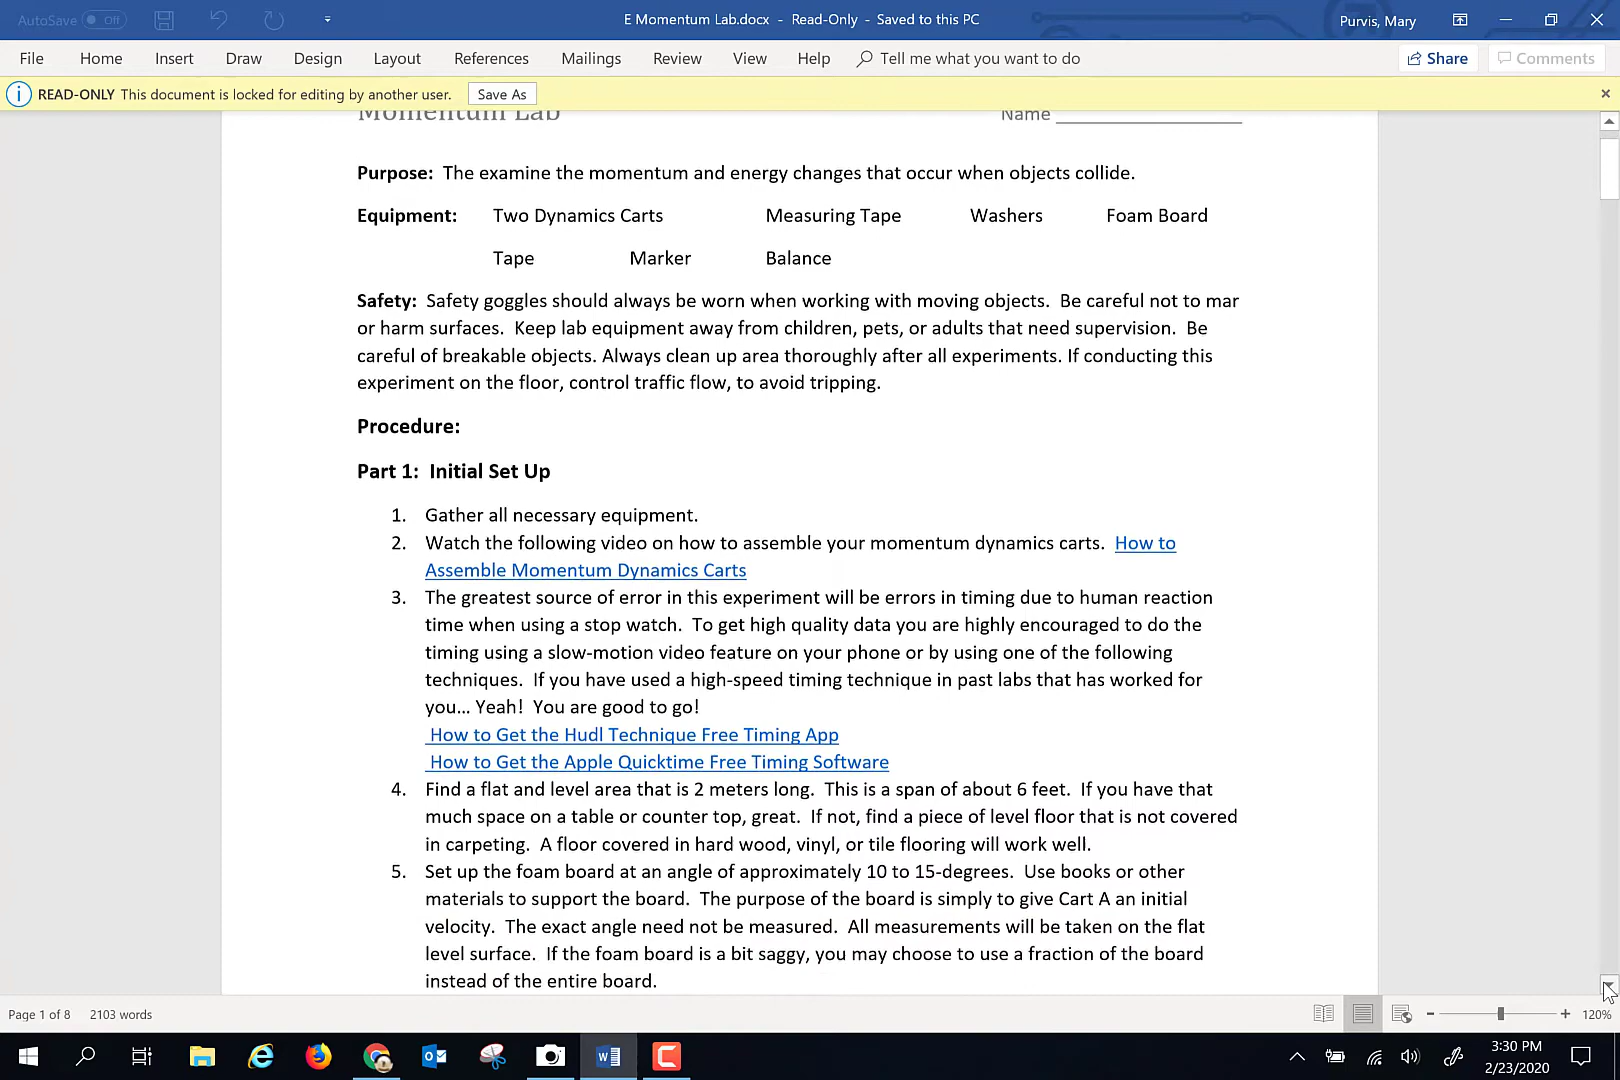 AutoSave Off
E Momentum Lab.docx - Read-Only - Saved to this PC
Purvis, Mary
File Home Insert Draw Design Layout References Mailings Review View Help Tell me what you want to do Share Comments
READ-ONLY This document is locked for editing by another user. Save As
Momentum Lab Name
Purpose: The examine the momentum and energy changes that occur when objects collide.
Equipment: Two Dynamics Carts Measuring Tape Washers Foam Board
Tape Marker Balance
Safety: Safety goggles should always be worn when working with moving objects. Be careful not to mar
or harm surfaces. Keep lab equipment away from children, pets, or adults that need supervision. Be
careful of breakable objects. Always clean up area thoroughly after all experiments. If conducting this
experiment on the floor, control traffic flow, to avoid tripping.
Procedure:
Part 1: Initial Set Up
1. Gather all necessary equipment.
2. Watch the following video on how to assemble your momentum dynamics carts. How to
Assemble Momentum Dynamics Carts
3. The greatest source of error in this experiment will be errors in timing due to human reaction
time when using a stop watch. To get high quality data you are highly encouraged to do the
timing using a slow-motion video feature on your phone or by using one of the following
techniques. If you have used a high-speed timing technique in past labs that has worked for
you... Yeah! You are good to go!
How to Get the Hudl Technique Free Timing App
How to Get the Apple Quicktime Free Timing Software
4. Find a flat and level area that is 2 meters long. This is a span of about 6 feet. If you have that
much space on a table or counter top, great. If not, find a piece of level floor that is not covered
in carpeting. A floor covered in hard wood, vinyl, or tile flooring will work well.
5. Set up the foam board at an angle of approximately 10 to 15-degrees. Use books or other
materials to support the board. The purpose of the board is simply to give Cart A an initial
velocity. The exact angle need not be measured. All measurements will be taken on the flat
level surface. If the foam board is a bit saggy, you may choose to use a fraction of the board
instead of the entire board.
Page 1 of 8 2103 words 120%
3:30 PM
2/23/2020